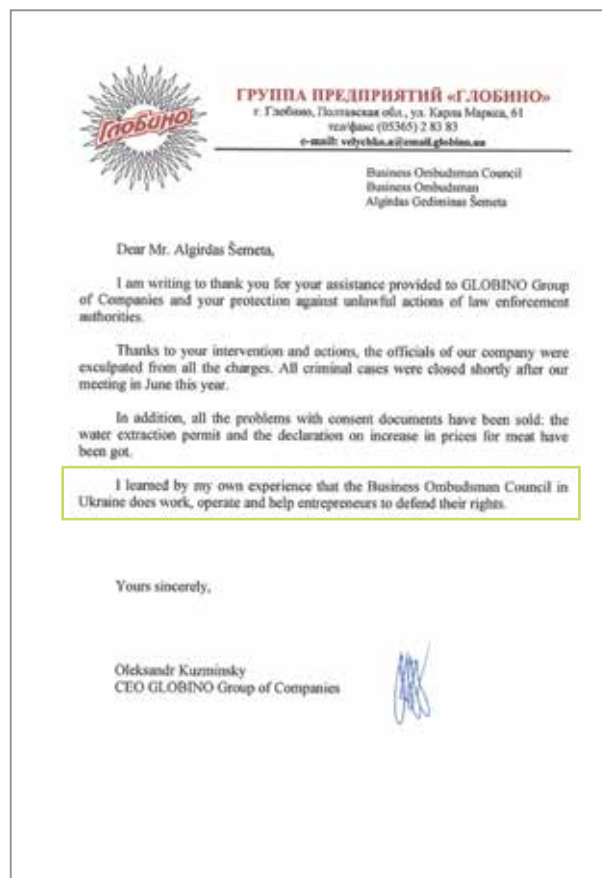 Глобино
ГРУППА ПРЕДПРИЯТИЙ «ГЛОБИНО»
г. Глобино, Полтавская обл., ул. Карла Маркса, 61
тел/факс (05365) 2 83 83
e-mail: velychko.a@email.globino.ua
Business Ombudsman Council
Business Ombudsman
Algirdas Gediminas Šemeta
Dear Mr. Algirdas Šemeta,
I am writing to thank you for your assistance provided to GLOBINO Group
of Companies and your protection against unlawful actions of law enforcement
authorities.
Thanks to your intervention and actions, the officials of our company were
exculpated from all the charges. All criminal cases were closed shortly after our
meeting in June this year.
In addition, all the problems with consent documents have been sold: the
water extraction permit and the declaration on increase in prices for meat have
been got.
I learned by my own experience that the Business Ombudsman Council in
Ukraine does work, operate and help entrepreneurs to defend their rights.
Yours sincerely,
Oleksandr Kuzminsky
CEO GLOBINO Group of Companies